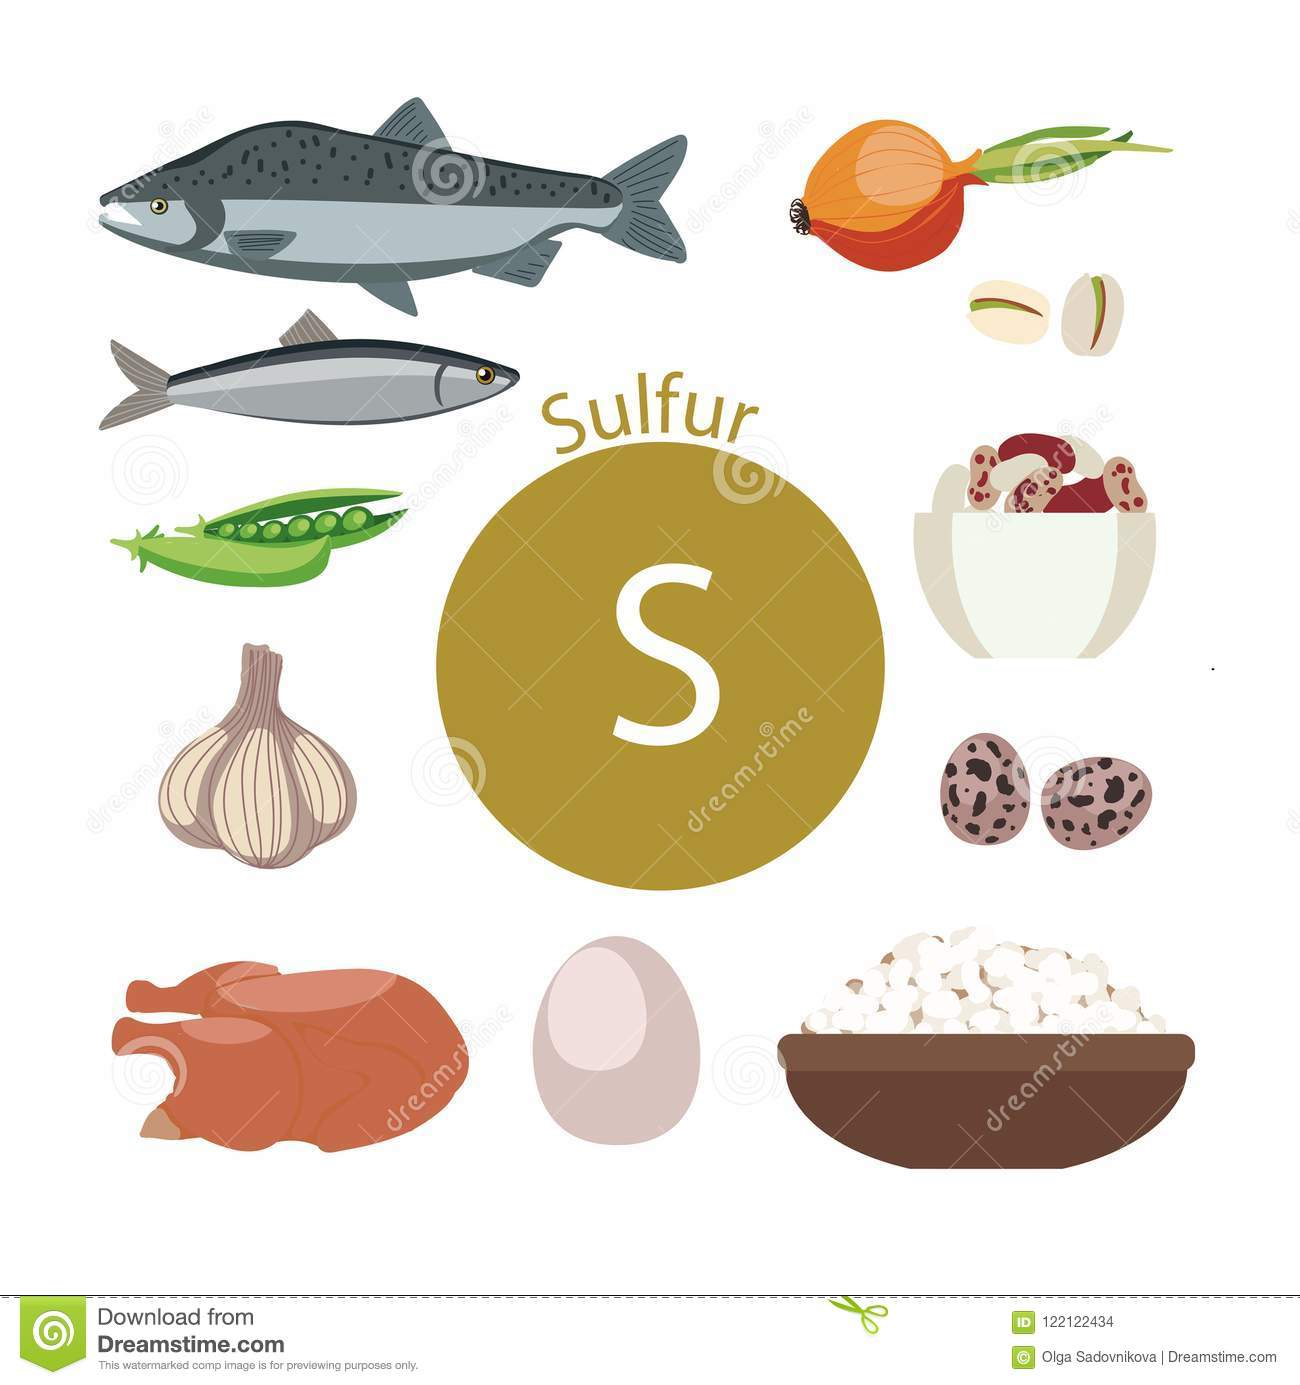 Sulfur
S
dreamstime
Download from
Dreamstime.com
This watermarked comp image is for previewing purposes only.
ID 122122434
© Olga Sadovnikova | Dreamstime.com